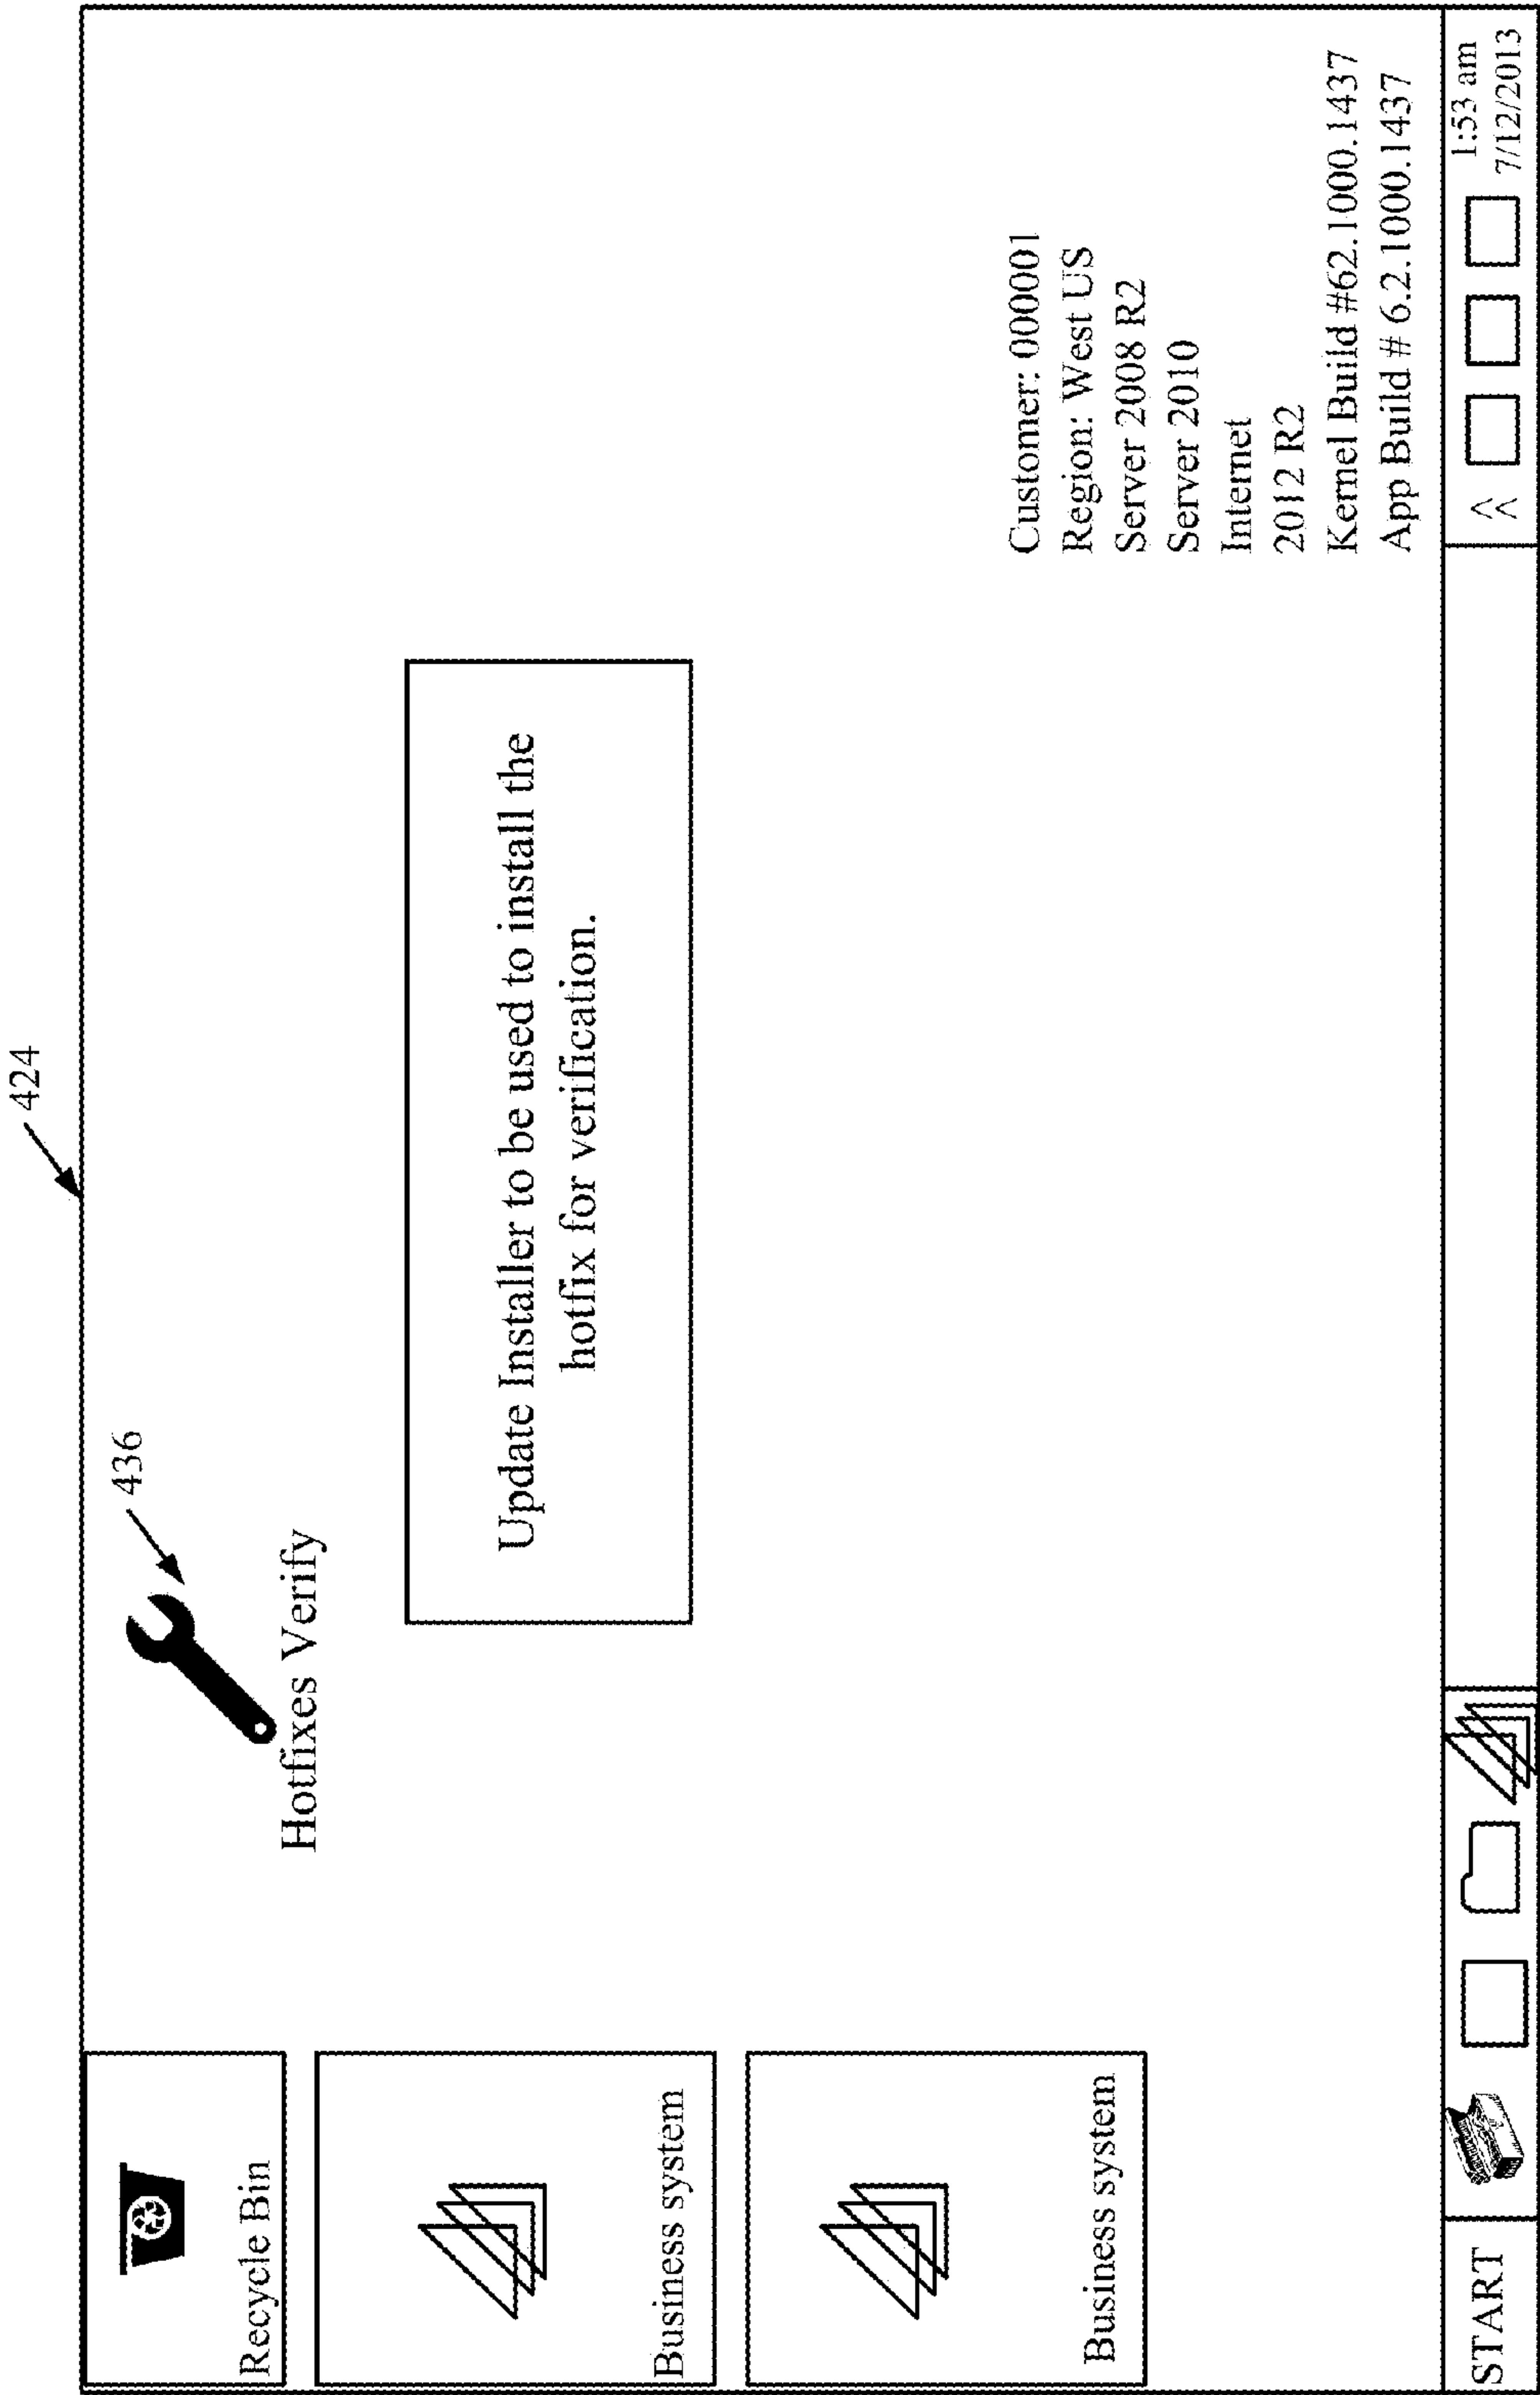 424
436
Recycle Bin
Hotfixes Verify
Business system
Update Installer to be used to install the
hotfix for verification.
Business system
Customer: 000001
Region: West US
Server 2008 R2
Server 2010
Internet
2012 R2
Kernel Build #62.1000.1437
App Build # 6.2.1000.1437
START
^^
1:53 am
7/12/2013